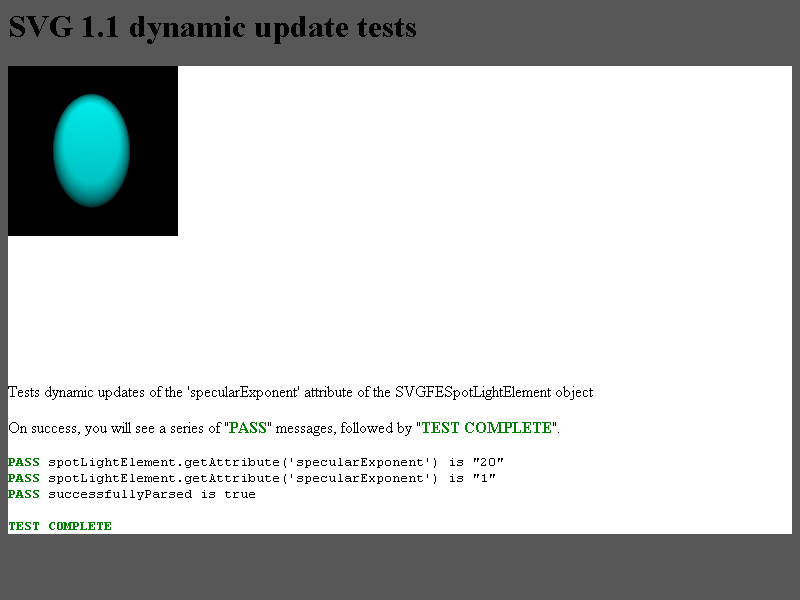 SVG 1.1 dynamic update tests
Tests dynamic updates of the 'specularExponent' attribute of the SVGFESpotLightElement object
On success, you will see a series of "PASS" messages, followed by "TEST COMPLETE".
PASS spotLightElement.getAttribute('specularExponent') is "20"
PASS spotLightElement.getAttribute('specularExponent') is "1"
PASS successfullyParsed is true
TEST COMPLETE